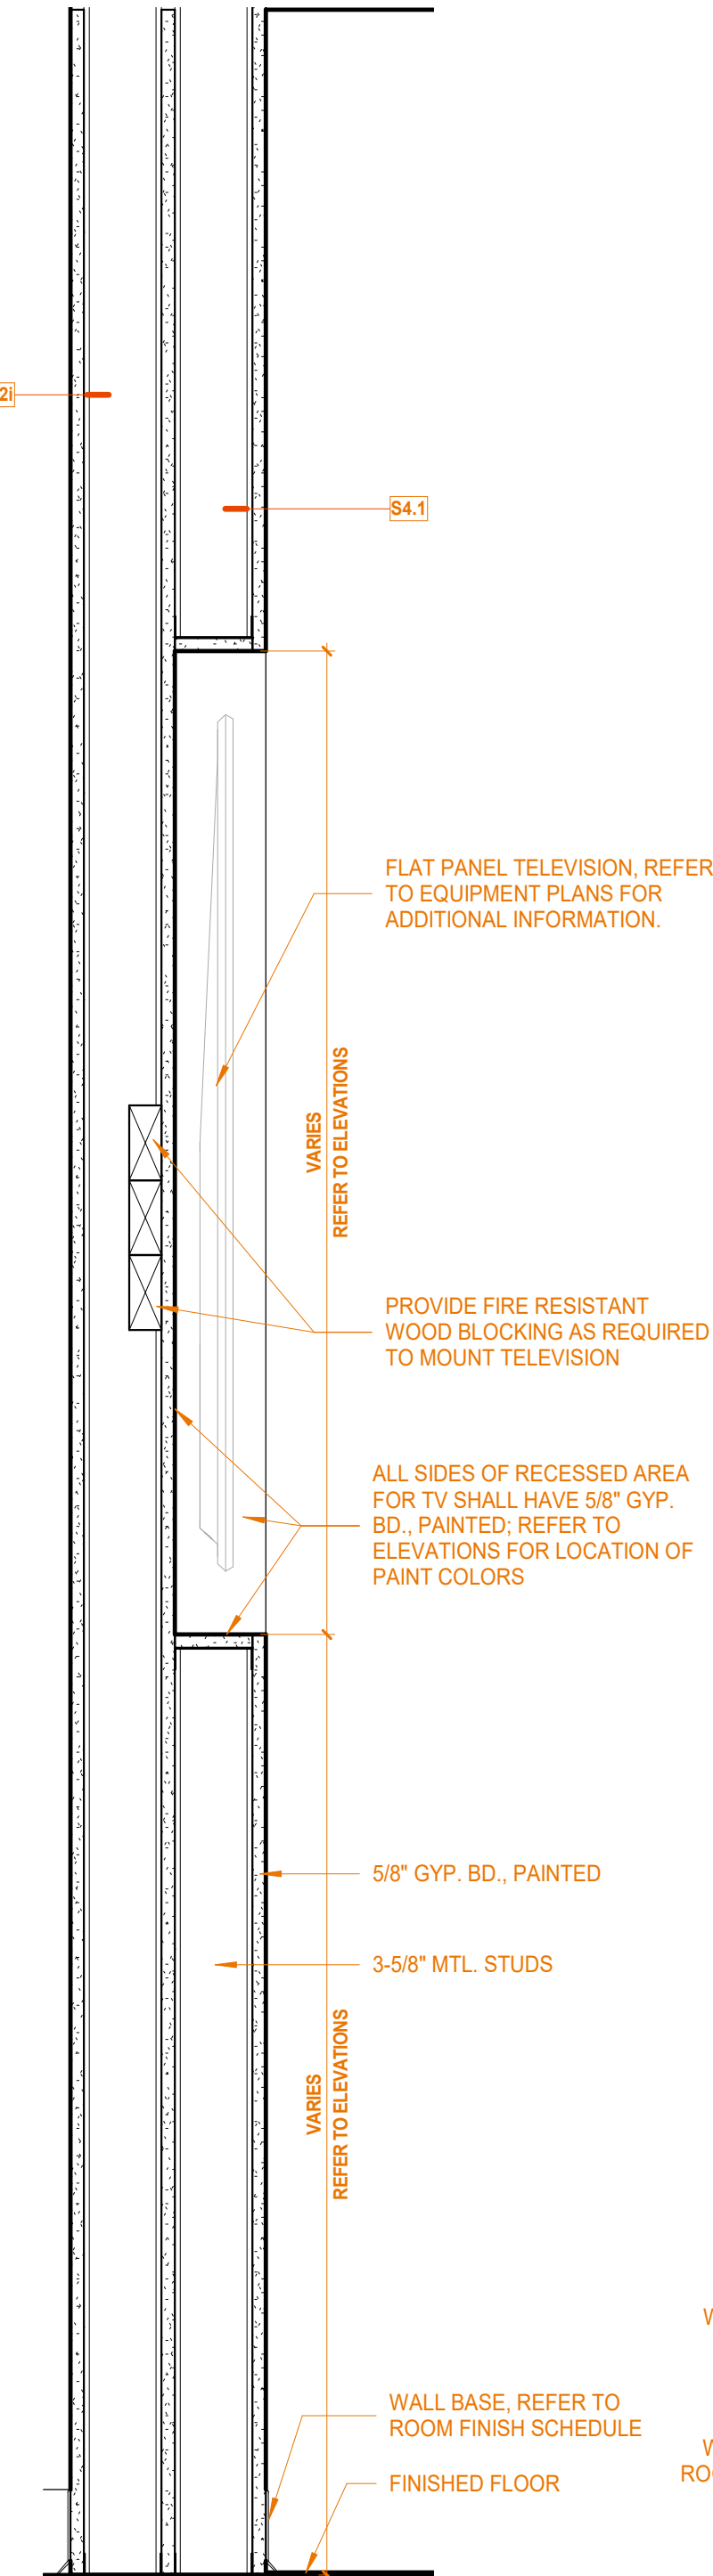 2i
S4.1
FLAT PANEL TELEVISION, REFER
TO EQUIPMENT PLANS FOR
ADDITIONAL INFORMATION.
VARIES
REFER TO ELEVATIONS
PROVIDE FIRE RESISTANT
WOOD BLOCKING AS REQUIRED
TO MOUNT TELEVISION
ALL SIDES OF RECESSED AREA
FOR TV SHALL HAVE 5/8" GYP.
BD., PAINTED; REFER TO
ELEVATIONS FOR LOCATION OF
PAINT COLORS
5/8" GYP. BD., PAINTED
3-5/8" MTL. STUDS
VARIES
REFER TO ELEVATIONS
WALL BASE, REFER TO
ROOM FINISH SCHEDULE
FINISHED FLOOR